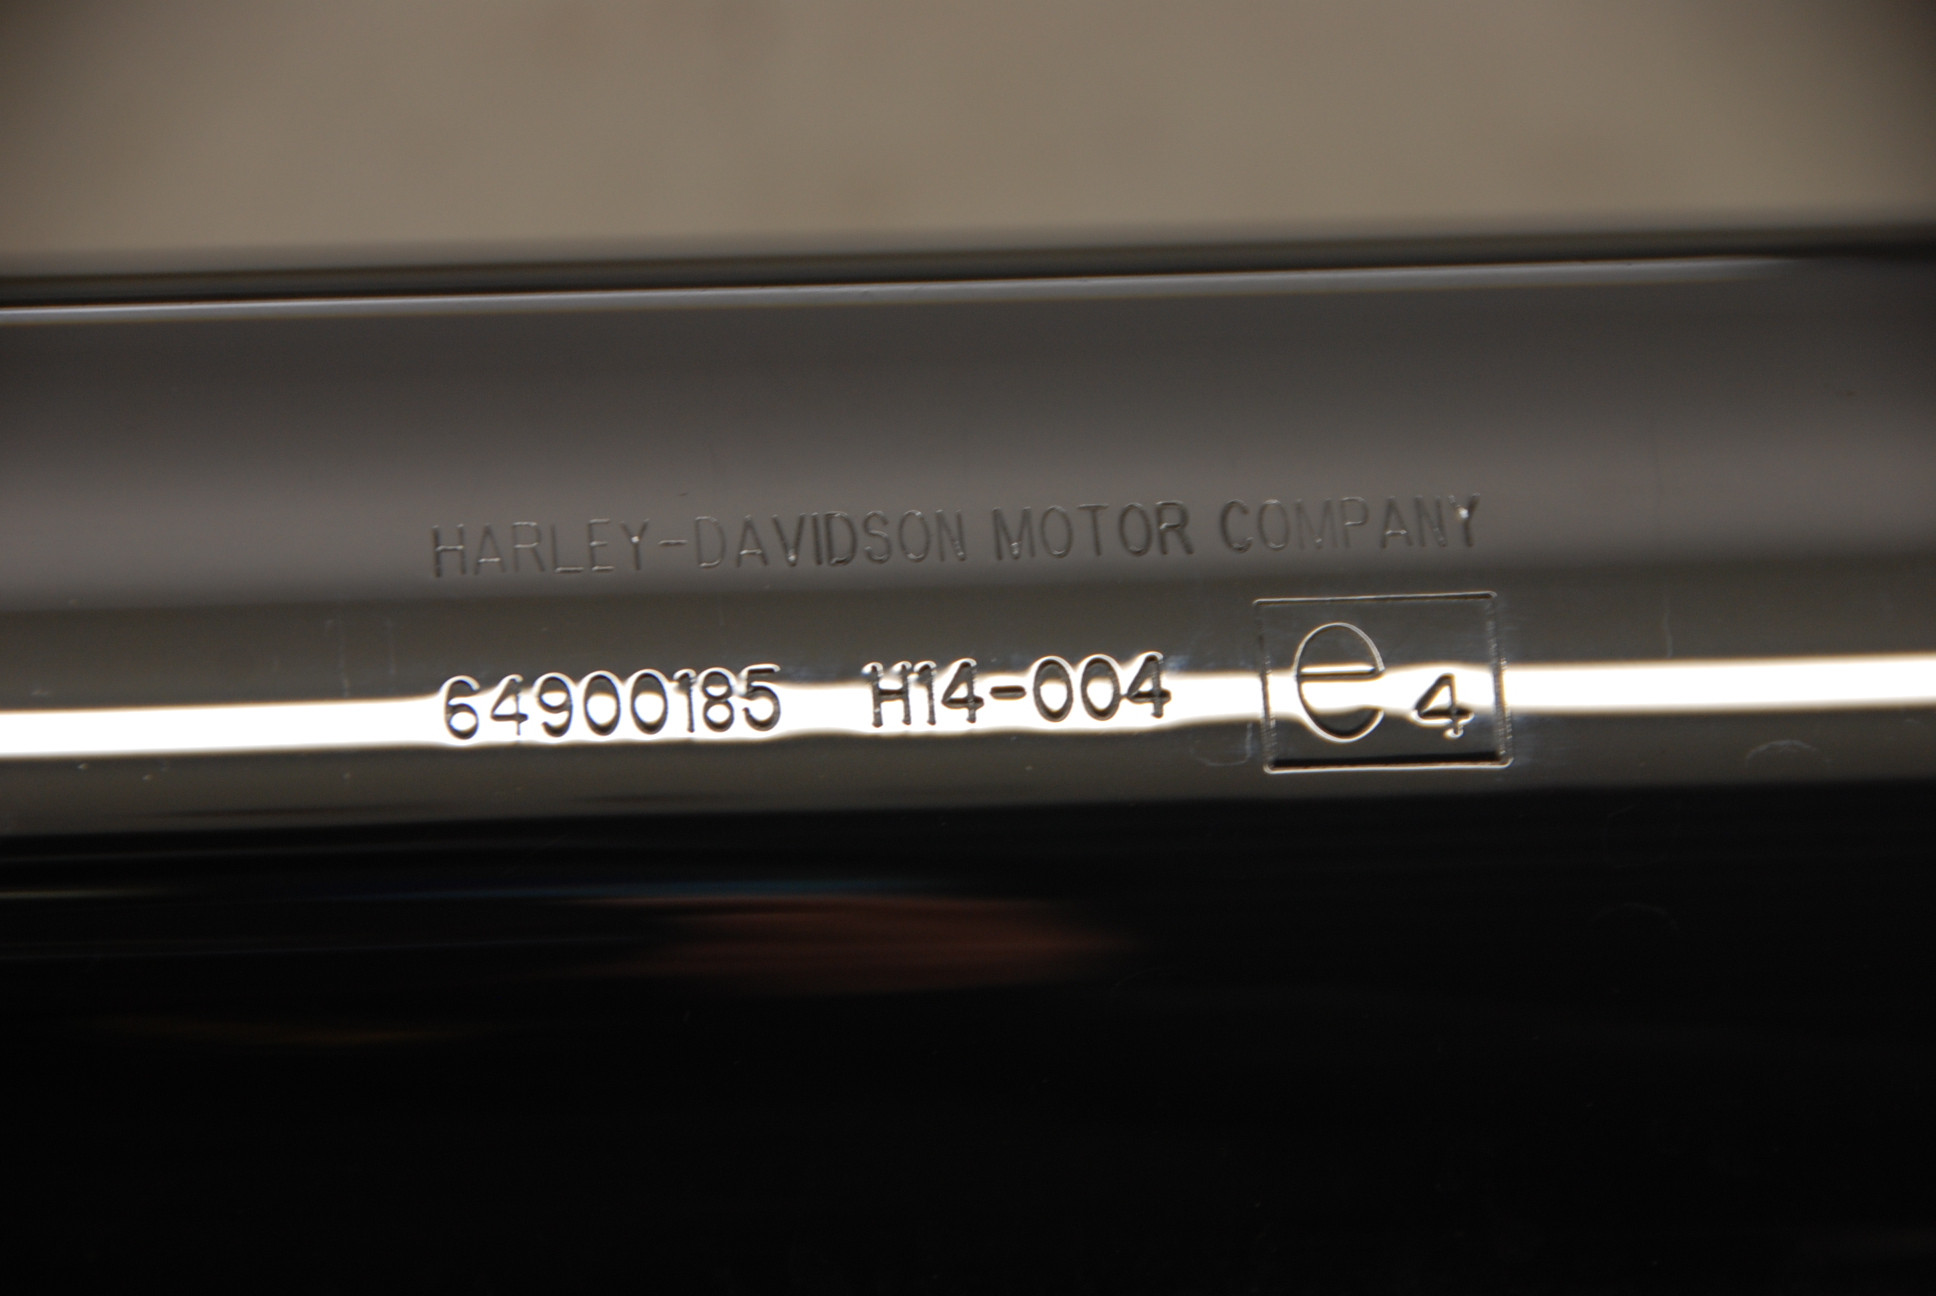 HARLEY-DAVIDSON MOTOR COMPANY
64900185 H14-004 e4